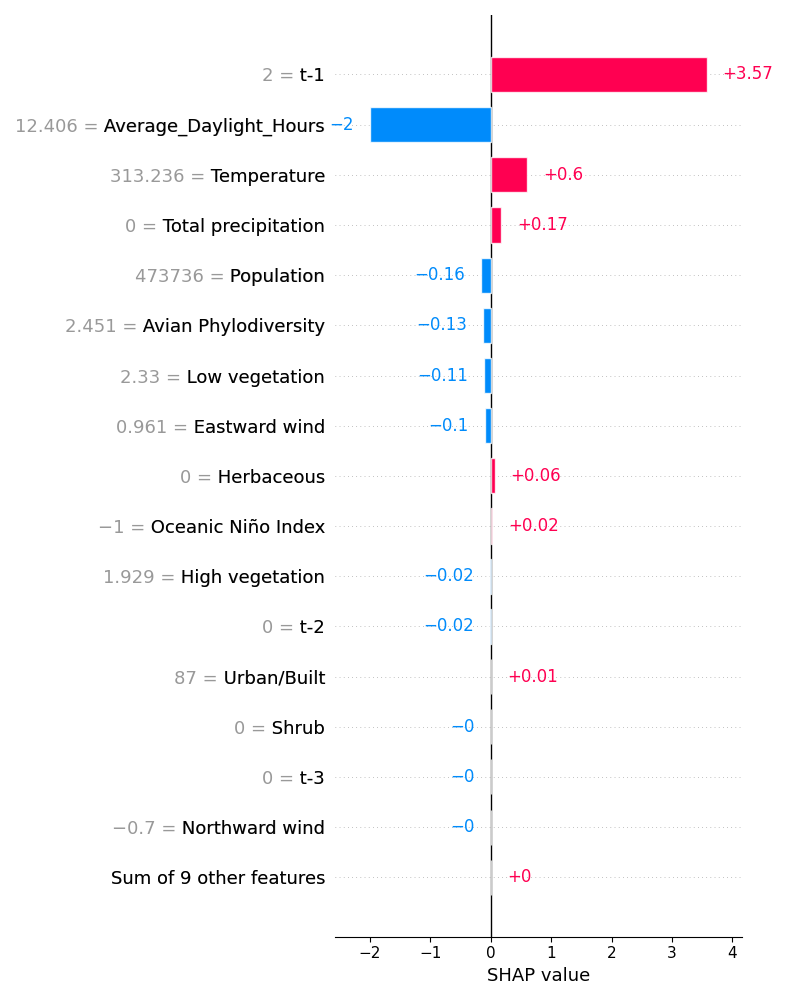 2 = t-1 +3.57
12.406 = Average_Daylight_Hours −2
313.236 = Temperature +0.6
0 = Total precipitation +0.17
473736 = Population −0.16
2.451 = Avian Phylodiversity −0.13
2.33 = Low vegetation −0.11
0.961 = Eastward wind −0.1
0 = Herbaceous +0.06
−1 = Oceanic Niño Index +0.02
1.929 = High vegetation −0.02
0 = t-2 −0.02
87 = Urban/Built +0.01
0 = Shrub −0
0 = t-3 −0
−0.7 = Northward wind −0
Sum of 9 other features +0
−2 −1 0 1 2 3 4
SHAP value